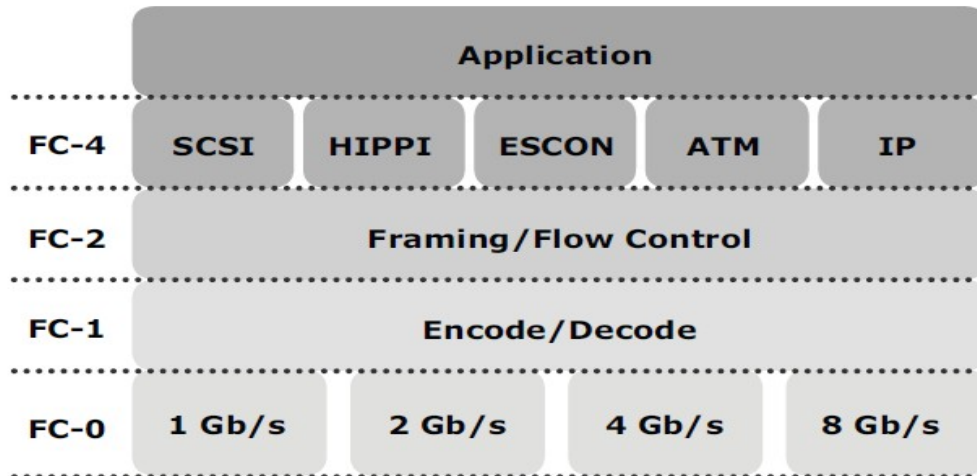 Application
FC-4 SCSI HIPPI ESCON ATM IP
FC-2 Framing/Flow Control
FC-1 Encode/Decode
FC-0 1 Gb/s 2 Gb/s 4 Gb/s 8 Gb/s